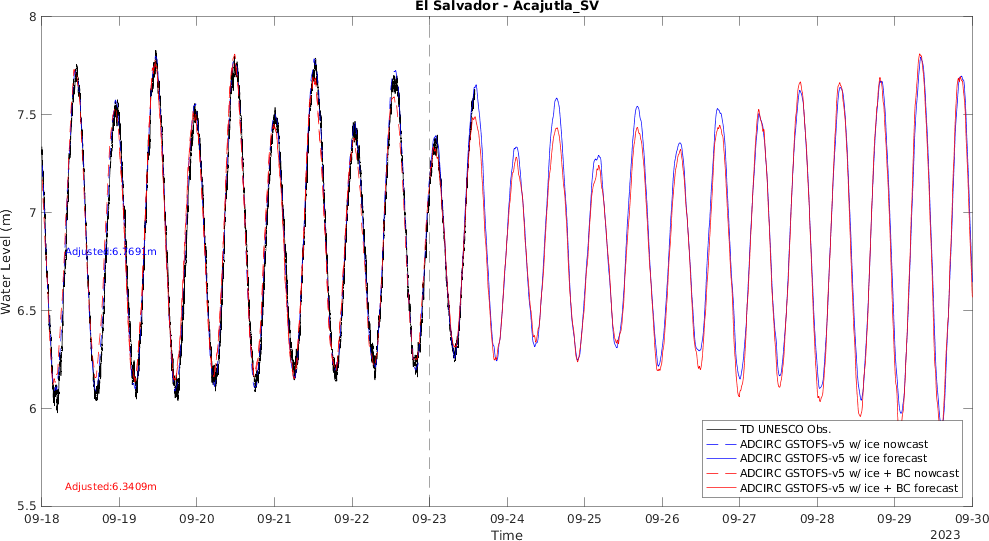 El Salvador - Acajutla_SV
8
7.5
7
6.5
6
5.5
Water Level (m)
Adjusted:6.7691m
Adjusted:6.3409m
TD UNESCO Obs.
ADCIRC GSTOFS-v5 w/ ice nowcast
ADCIRC GSTOFS-v5 w/ ice forecast
ADCIRC GSTOFS-v5 w/ ice + BC nowcast
ADCIRC GSTOFS-v5 w/ ice + BC forecast
09-18 09-19 09-20 09-21 09-22 09-23 09-24 09-25 09-26 09-27 09-28 09-29 09-30
Time
2023